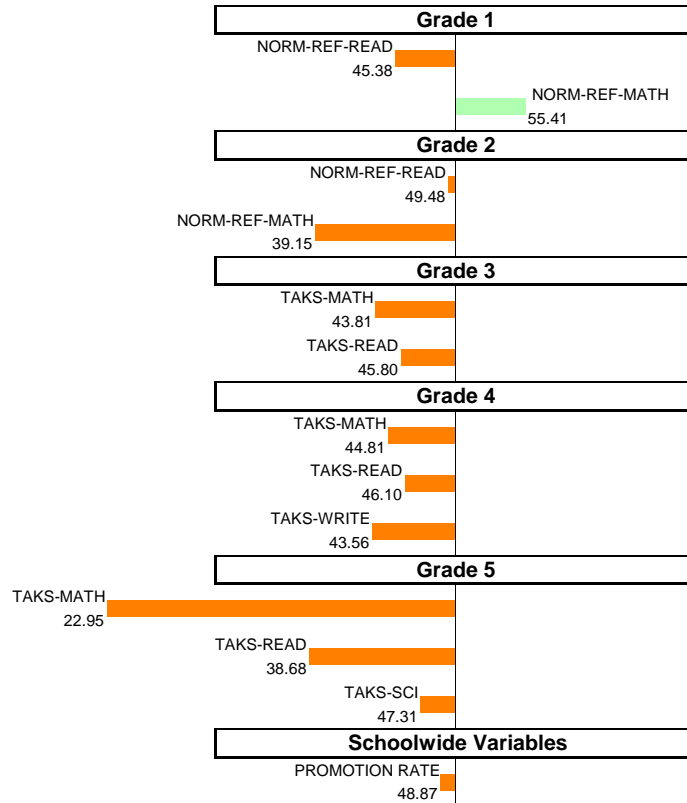 Grade 1
NORM-REF-READ
45.38
NORM-REF-MATH
55.41
Grade 2
NORM-REF-READ
49.48
NORM-REF-MATH
39.15
Grade 3
TAKS-MATH
43.81
TAKS-READ
45.80
Grade 4
TAKS-MATH
44.81
TAKS-READ
46.10
TAKS-WRITE
43.56
Grade 5
TAKS-MATH
22.95
TAKS-READ
38.68
TAKS-SCI
47.31
Schoolwide Variables
PROMOTION RATE
48.87